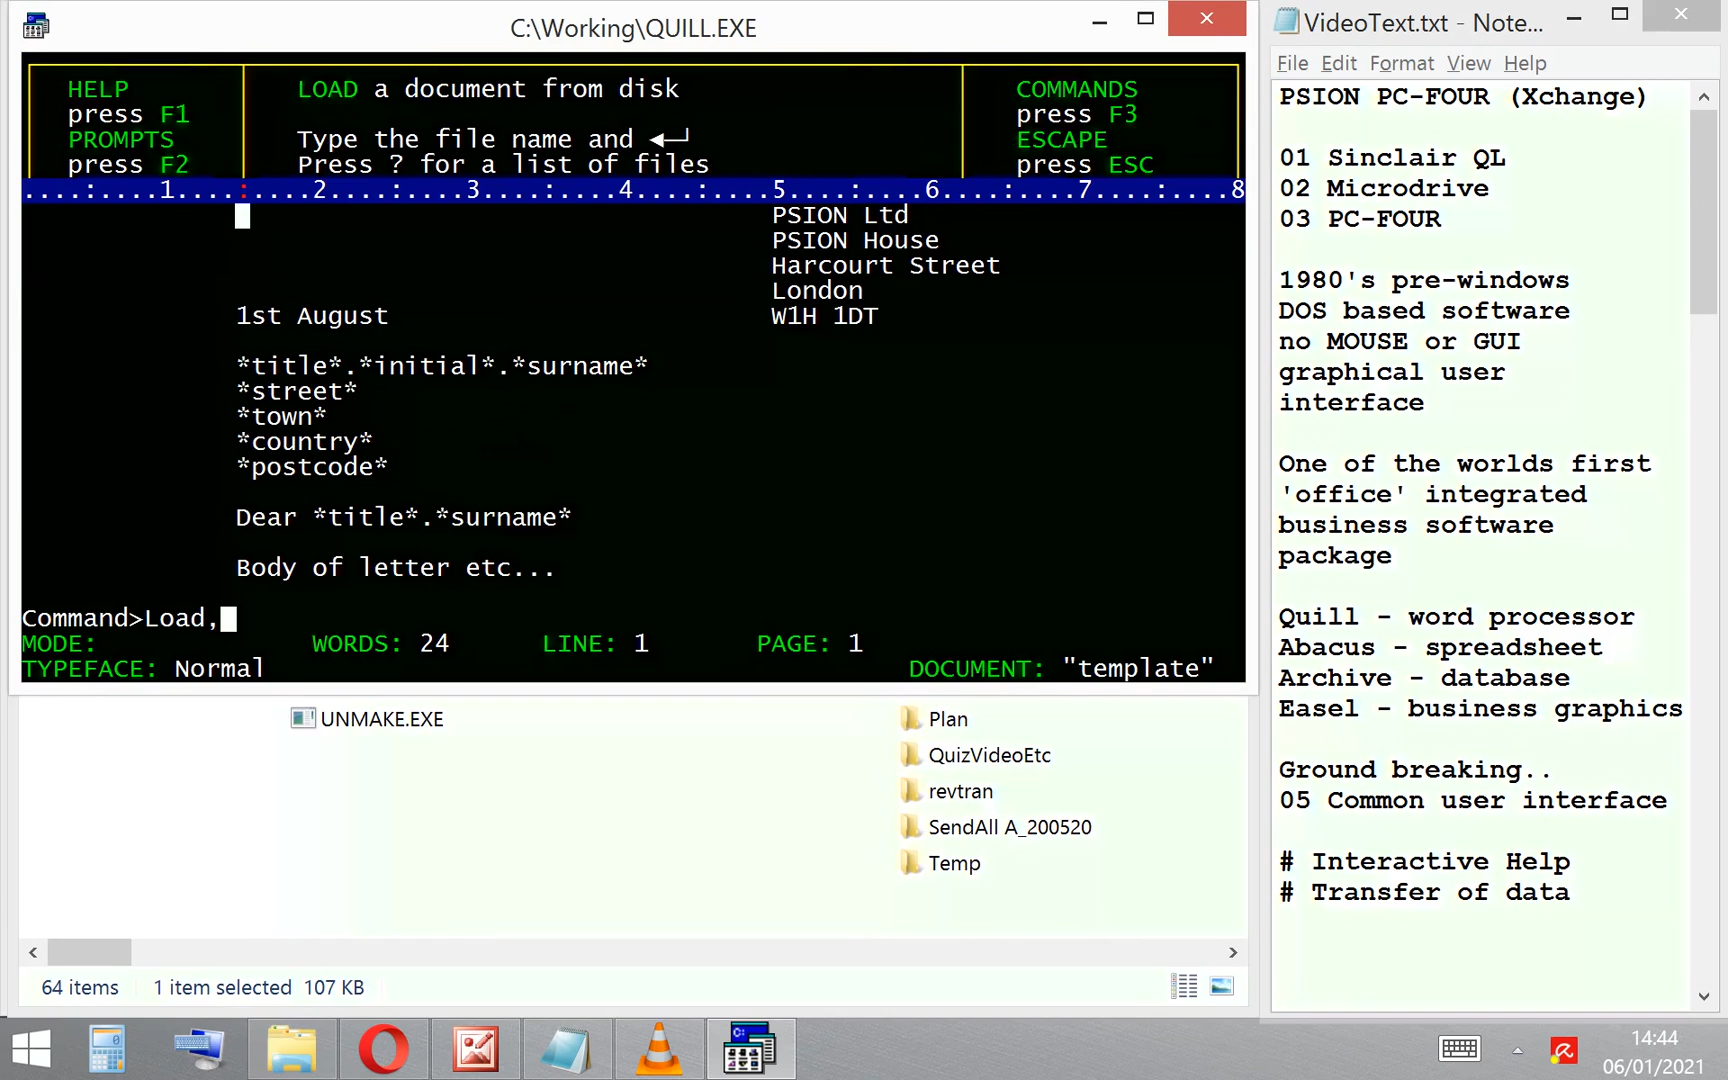 C:\Working\QUILL.EXE
HELP
press F1
PROMPTS
press F2
LOAD a document from disk
Type the file name and ◄─┘
Press ? for a list of files
COMMANDS
press F3
ESCAPE
press ESC
....:....1....:....2....:....3....:....4....:....5....:....6....:....7....:....8
PSION Ltd
PSION House
Harcourt Street
London
1st August W1H 1DT
*title*.*initial*.*surname*
*street*
*town*
*country*
*postcode*
Dear *title*.*surname*
Body of letter etc...
Command>Load,
MODE: WORDS: 24 LINE: 1 PAGE: 1
TYPEFACE: Normal DOCUMENT: "template"
UNMAKE.EXE
Plan
QuizVideoEtc
revtran
SendAll A_200520
Temp
64 items 1 item selected 107 KB
VideoText.txt - Note...
File Edit Format View Help
PSION PC-FOUR (Xchange)
01 Sinclair QL
02 Microdrive
03 PC-FOUR
1980's pre-windows
DOS based software
no MOUSE or GUI
graphical user
interface
One of the worlds first
'office' integrated
business software
package
Quill - word processor
Abacus - spreadsheet
Archive - database
Easel - business graphics
Ground breaking..
05 Common user interface
# Interactive Help
# Transfer of data
14:44
06/01/2021